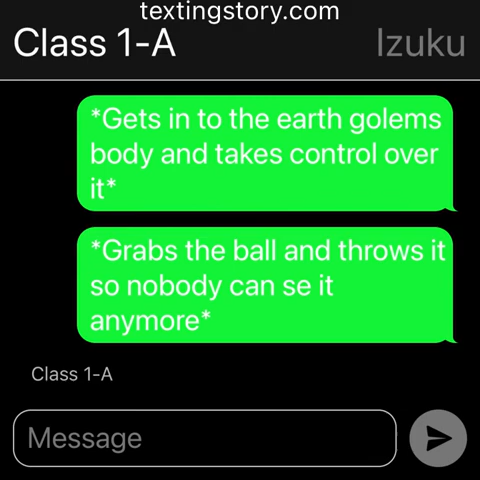 textingstory.com
Class 1-A
Izuku
*Gets in to the earth golems
body and takes control over
it*
*Grabs the ball and throws it
so nobody can se it
anymore*
Class 1-A
Message